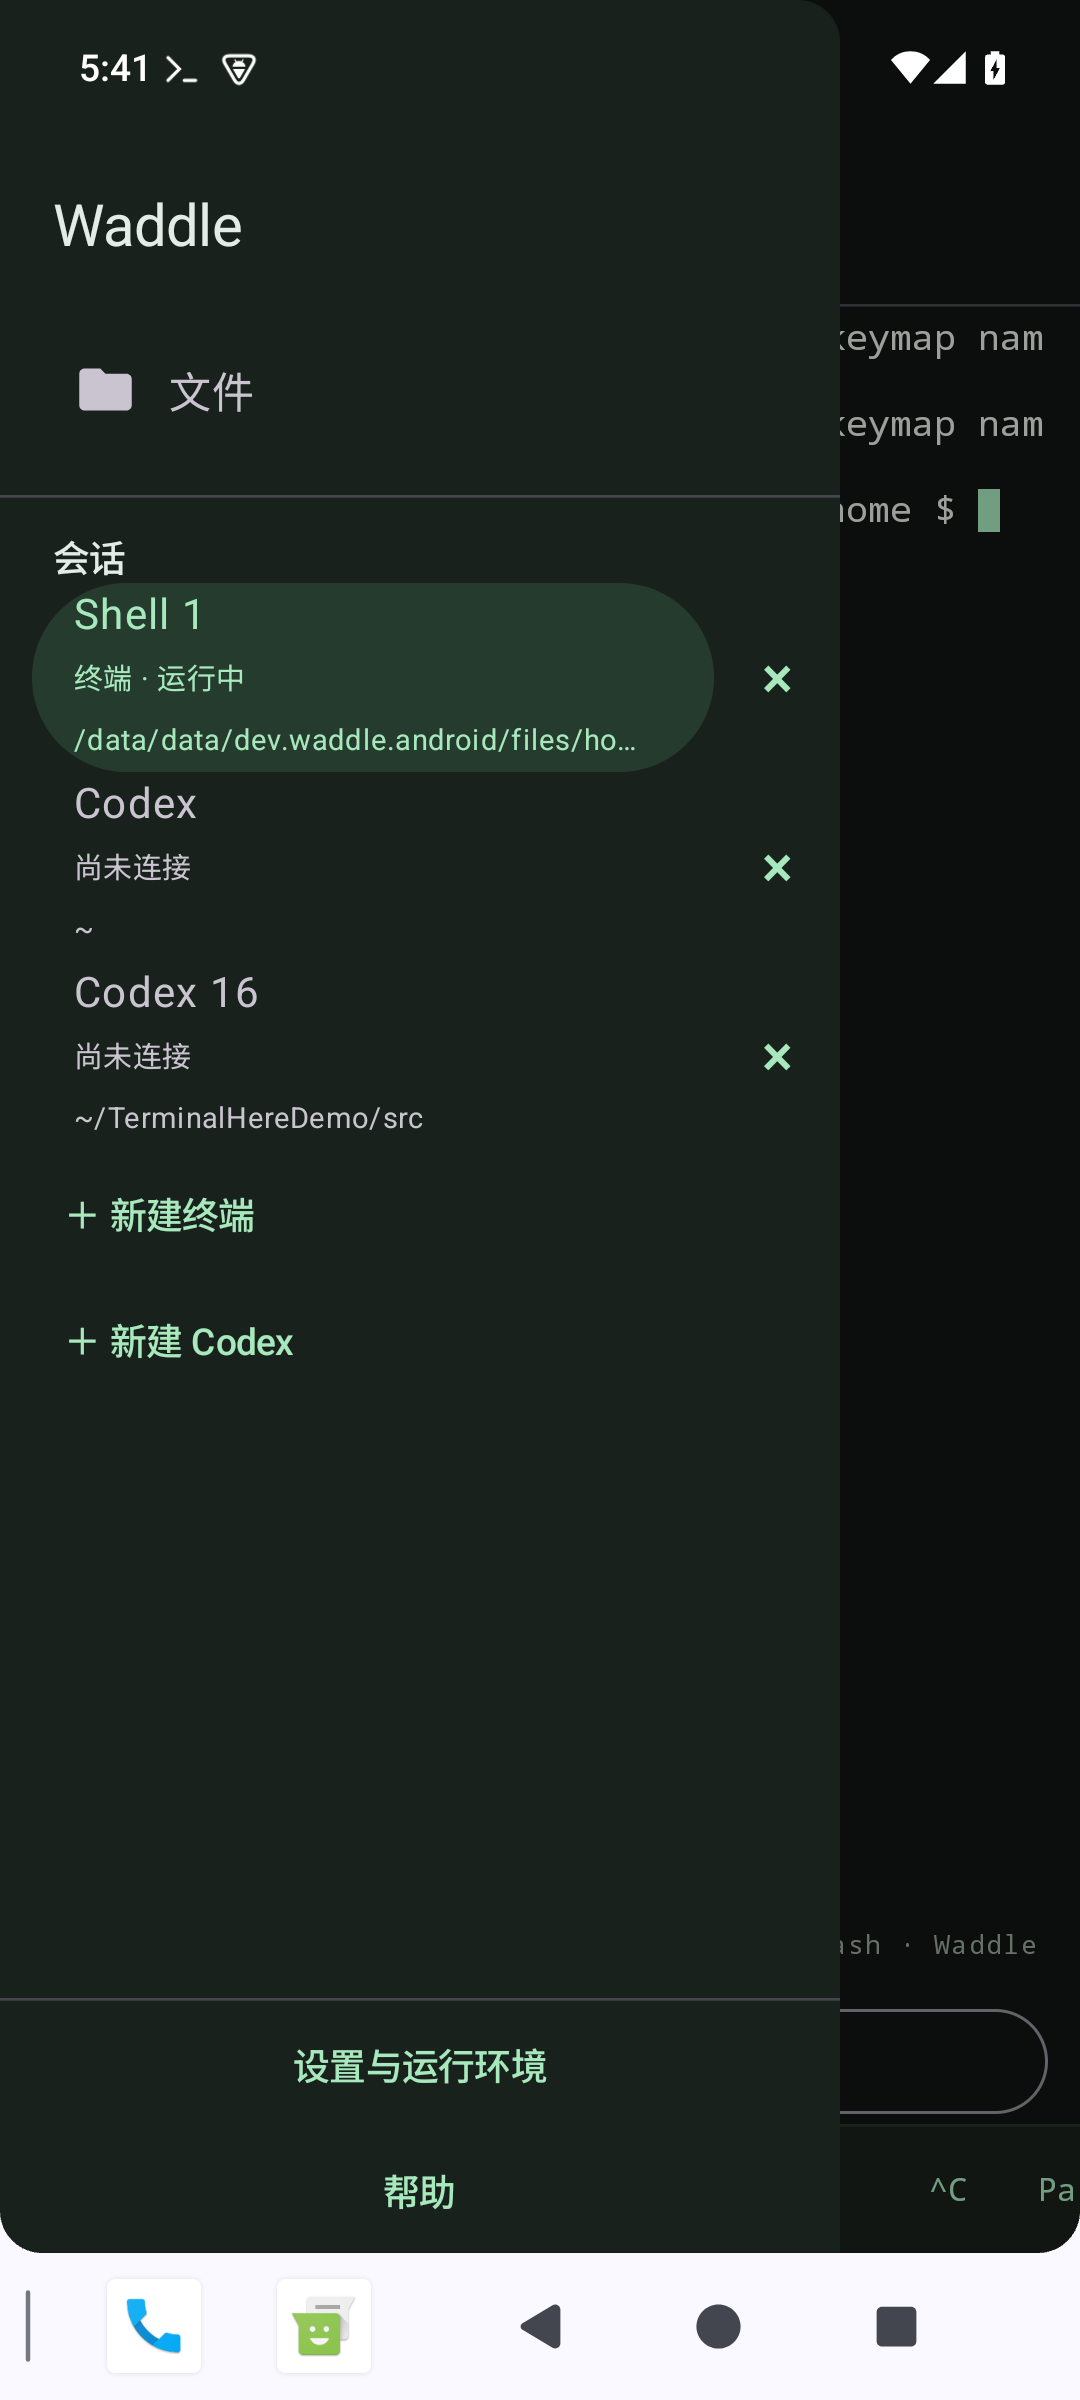 5:41
Waddle
文件
会话
Shell 1
终端 · 运行中
/data/data/dev.waddle.android/files/ho...
Codex
尚未连接
~
Codex 16
尚未连接
~/TerminalHereDemo/src
+ 新建终端
+ 新建 Codex
设置与运行环境
帮助
keymap nam
keymap nam
home $
ash · Waddle
^C Pa